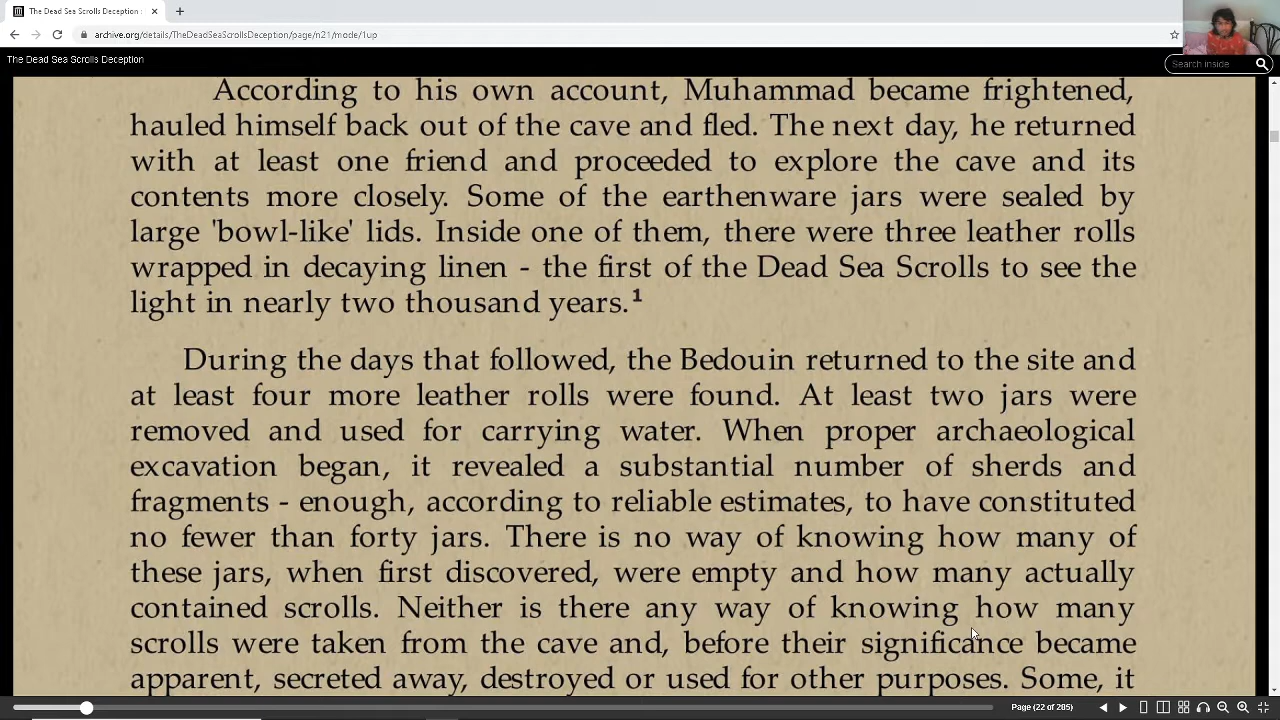 The Dead Sea Scrolls Deception :
archive.org/details/TheDeadSeaScrollsDeception/page/n21/mode/1up
The Dead Sea Scrolls Deception
Search inside
According to his own account, Muhammad became frightened,
hauled himself back out of the cave and fled. The next day, he returned
with at least one friend and proceeded to explore the cave and its
contents more closely. Some of the earthenware jars were sealed by
large 'bowl-like' lids. Inside one of them, there were three leather rolls
wrapped in decaying linen - the first of the Dead Sea Scrolls to see the
light in nearly two thousand years.1
During the days that followed, the Bedouin returned to the site and
at least four more leather rolls were found. At least two jars were
removed and used for carrying water. When proper archaeological
excavation began, it revealed a substantial number of sherds and
fragments - enough, according to reliable estimates, to have constituted
no fewer than forty jars. There is no way of knowing how many of
these jars, when first discovered, were empty and how many actually
contained scrolls. Neither is there any way of knowing how many
scrolls were taken from the cave and, before their significance became
apparent, secreted away, destroyed or used for other purposes. Some, it
Page (22 of 205)